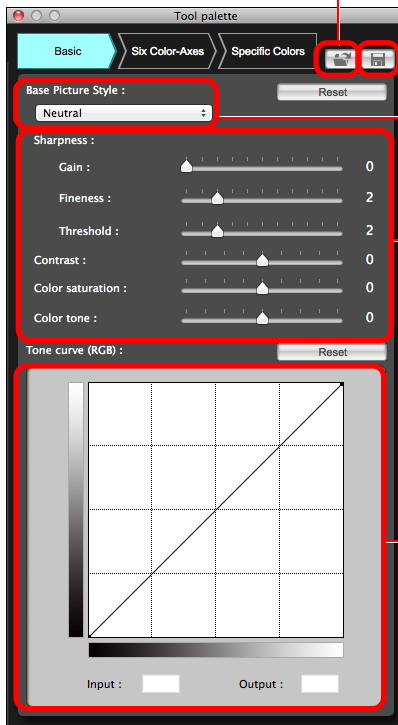 Tool palette
Basic Six Color-Axes Specific Colors
Base Picture Style : Reset
Neutral
Sharpness :
Gain : 0
Fineness : 2
Threshold : 2
Contrast : 0
Color saturation : 0
Color tone : 0
Tone curve (RGB) : Reset
Input : Output :